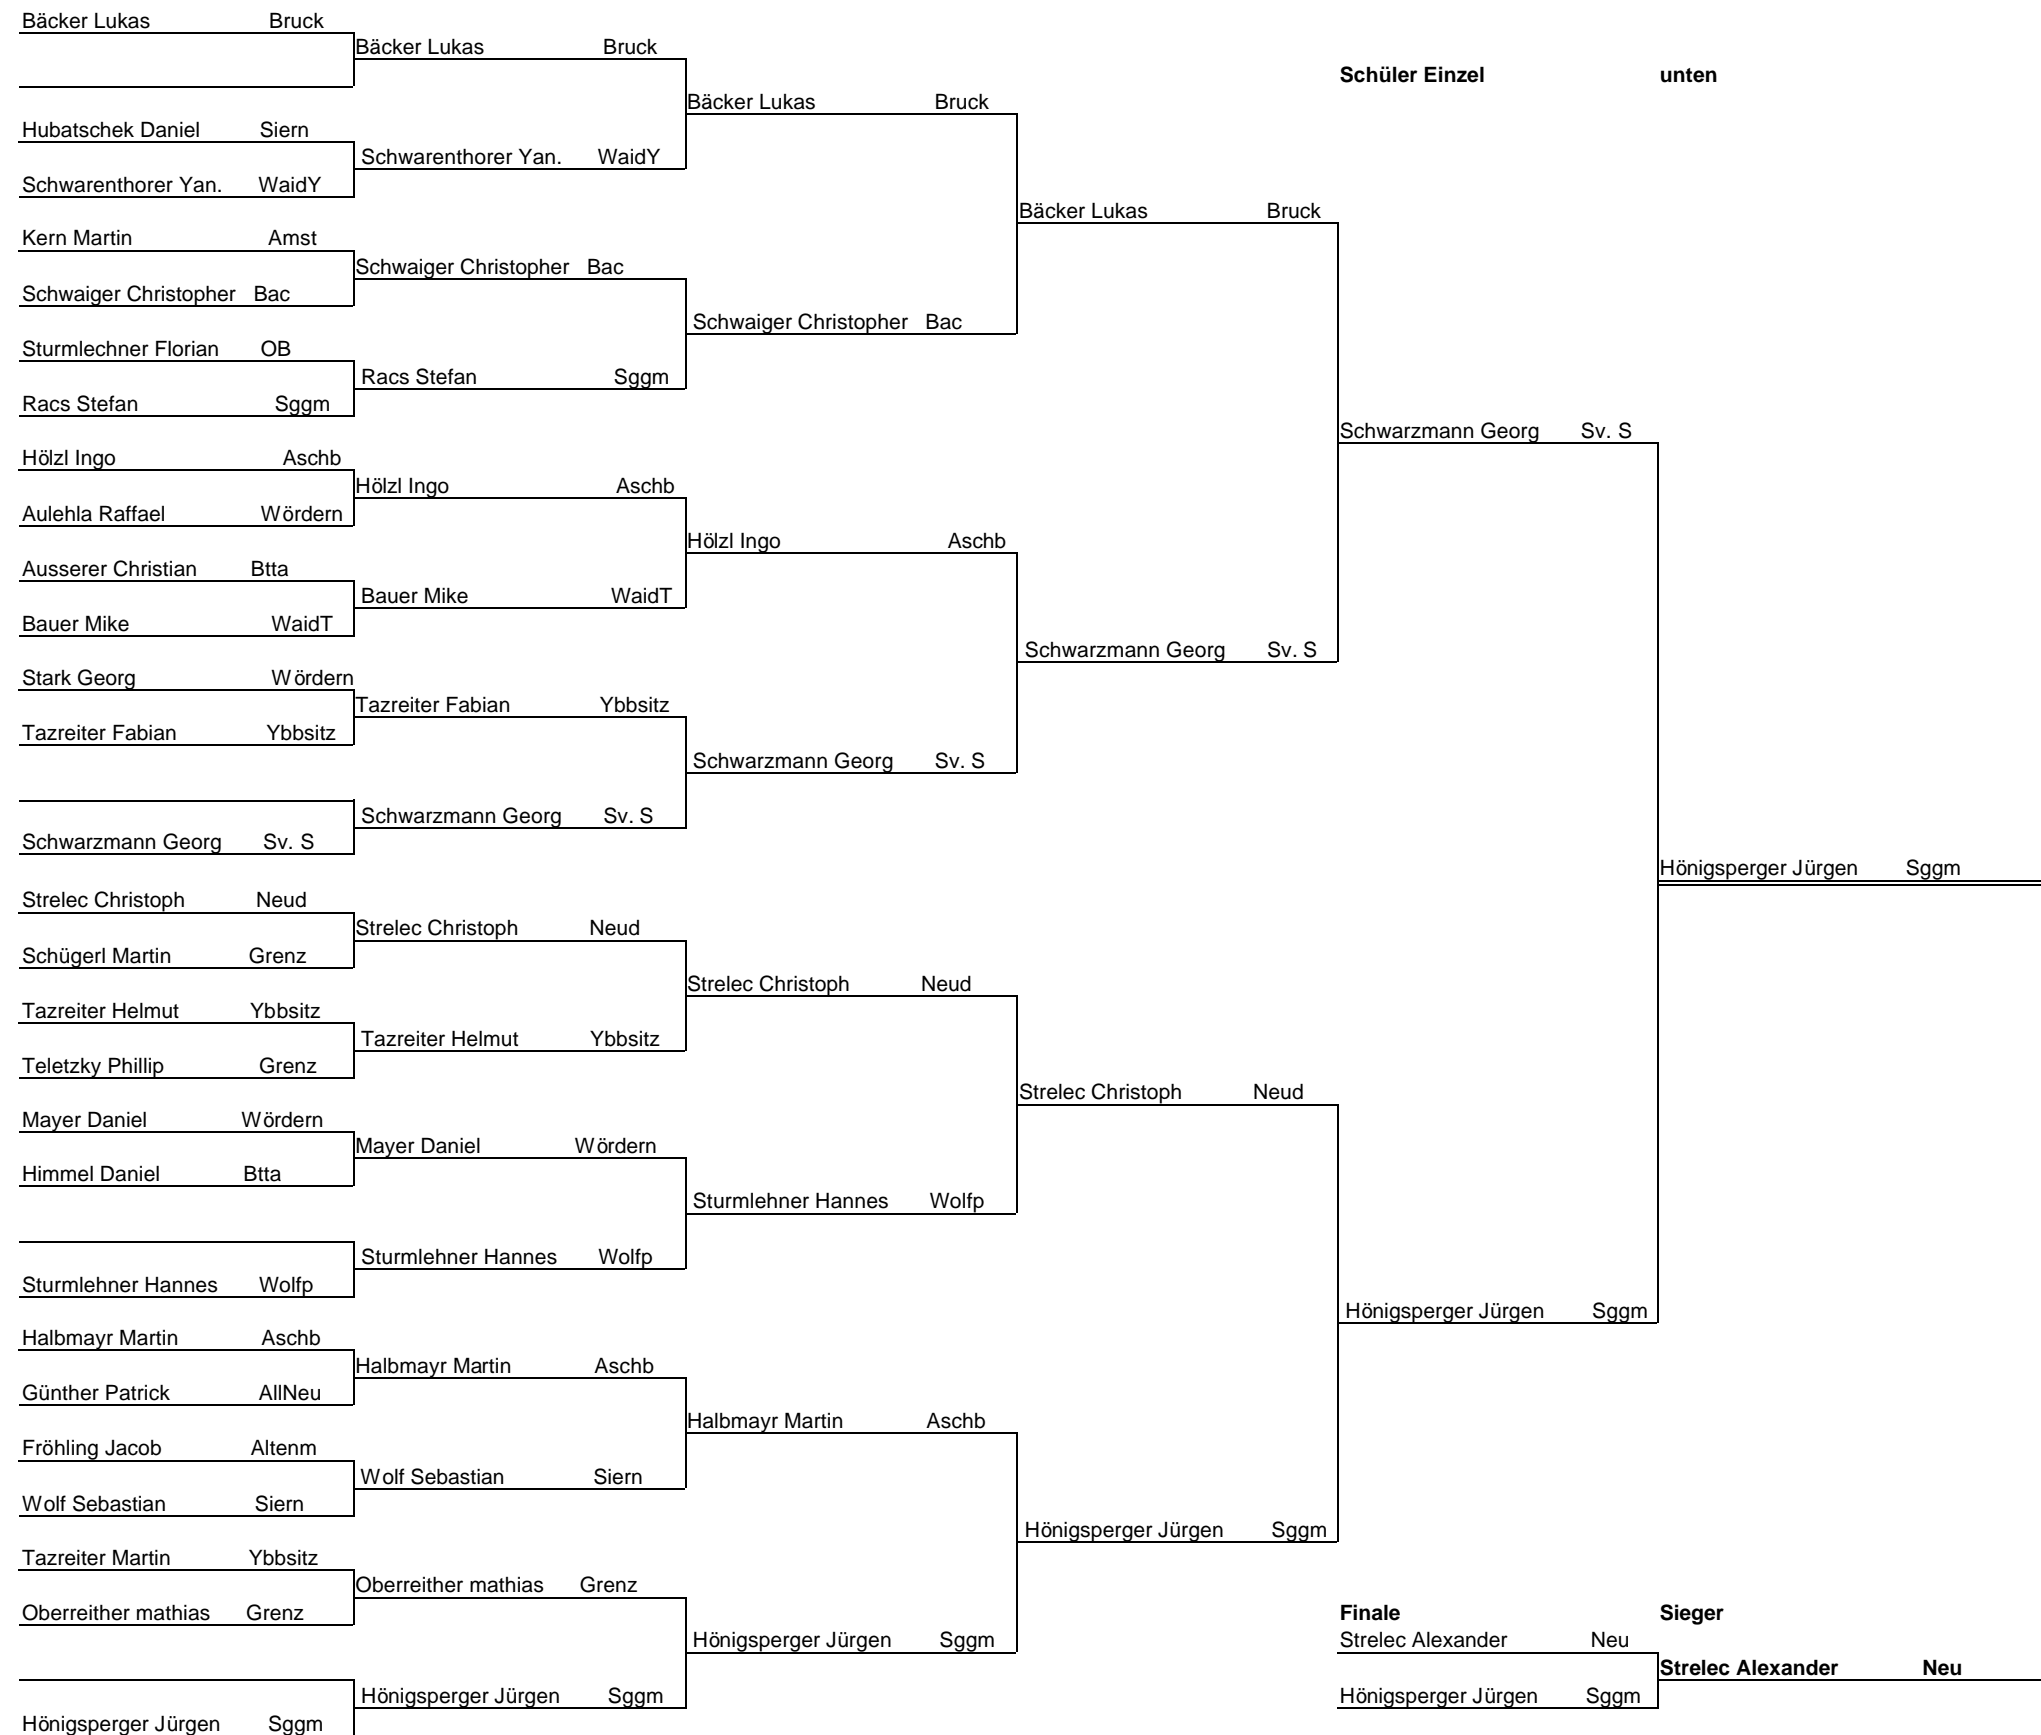 Bäcker Lukas Bruck
Bäcker Lukas Bruck
Schüler Einzel unten
Bäcker Lukas Bruck
Hubatschek Daniel Siern
Schwarenthorer Yan. WaidY
Schwarenthorer Yan. WaidY
Bäcker Lukas Bruck
Kern Martin Amst
Schwaiger Christopher Bac
Schwaiger Christopher Bac
Schwaiger Christopher Bac
Sturmlechner Florian OB
Racs Stefan Sggm
Racs Stefan Sggm
Schwarzmann Georg Sv. S
Hölzl Ingo Aschb
Hölzl Ingo Aschb
Aulehla Raffael Wördern
Hölzl Ingo Aschb
Ausserer Christian Btta
Bauer Mike WaidT
Bauer Mike WaidT
Schwarzmann Georg Sv. S
Stark Georg Wördern
Tazreiter Fabian Ybbsitz
Tazreiter Fabian Ybbsitz
Schwarzmann Georg Sv. S
Schwarzmann Georg Sv. S
Schwarzmann Georg Sv. S
Hönigsperger Jürgen Sggm
Strelec Christoph Neud
Strelec Christoph Neud
Schügerl Martin Grenz
Strelec Christoph Neud
Tazreiter Helmut Ybbsitz
Tazreiter Helmut Ybbsitz
Teletzky Phillip Grenz
Strelec Christoph Neud
Mayer Daniel Wördern
Mayer Daniel Wördern
Himmel Daniel Btta
Sturmlehner Hannes Wolfp
Sturmlehner Hannes Wolfp
Sturmlehner Hannes Wolfp
Hönigsperger Jürgen Sggm
Halbmayr Martin Aschb
Halbmayr Martin Aschb
Günther Patrick AllNeu
Halbmayr Martin Aschb
Fröhling Jacob Altenm
Wolf Sebastian Siern
Wolf Sebastian Siern
Hönigsperger Jürgen Sggm
Tazreiter Martin Ybbsitz
Oberreither mathias Grenz
Oberreither mathias Grenz
Finale Sieger
Hönigsperger Jürgen Sggm
Strelec Alexander Neu
Strelec Alexander Neu
Hönigsperger Jürgen Sggm
Hönigsperger Jürgen Sggm
Hönigsperger Jürgen Sggm